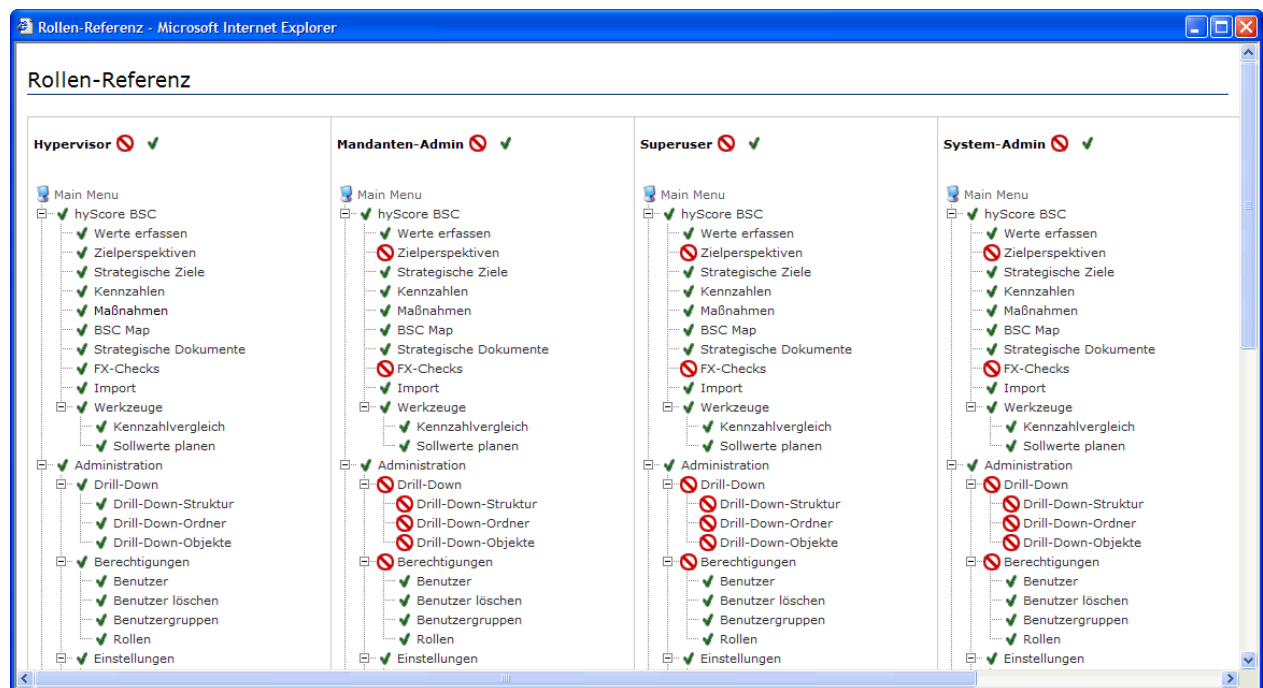 Rollen-Referenz - Microsoft Internet Explorer
Rollen-Referenz
Hypervisor
Main Menu
hyScore BSC
Werte erfassen
Zielperspektiven
Strategische Ziele
Kennzahlen
Maßnahmen
BSC Map
Strategische Dokumente
FX-Checks
Import
Werkzeuge
Kennzahlvergleich
Sollwerte planen
Administration
Drill-Down
Drill-Down-Struktur
Drill-Down-Ordner
Drill-Down-Objekte
Berechtigungen
Benutzer
Benutzer löschen
Benutzergruppen
Rollen
Einstellungen
Mandanten-Admin
Main Menu
hyScore BSC
Werte erfassen
Zielperspektiven
Strategische Ziele
Kennzahlen
Maßnahmen
BSC Map
Strategische Dokumente
FX-Checks
Import
Werkzeuge
Kennzahlvergleich
Sollwerte planen
Administration
Drill-Down
Drill-Down-Struktur
Drill-Down-Ordner
Drill-Down-Objekte
Berechtigungen
Benutzer
Benutzer löschen
Benutzergruppen
Rollen
Einstellungen
Superuser
Main Menu
hyScore BSC
Werte erfassen
Zielperspektiven
Strategische Ziele
Kennzahlen
Maßnahmen
BSC Map
Strategische Dokumente
FX-Checks
Import
Werkzeuge
Kennzahlvergleich
Sollwerte planen
Administration
Drill-Down
Drill-Down-Struktur
Drill-Down-Ordner
Drill-Down-Objekte
Berechtigungen
Benutzer
Benutzer löschen
Benutzergruppen
Rollen
Einstellungen
System-Admin
Main Menu
hyScore BSC
Werte erfassen
Zielperspektiven
Strategische Ziele
Kennzahlen
Maßnahmen
BSC Map
Strategische Dokumente
FX-Checks
Import
Werkzeuge
Kennzahlvergleich
Sollwerte planen
Administration
Drill-Down
Drill-Down-Struktur
Drill-Down-Ordner
Drill-Down-Objekte
Berechtigungen
Benutzer
Benutzer löschen
Benutzergruppen
Rollen
Einstellungen